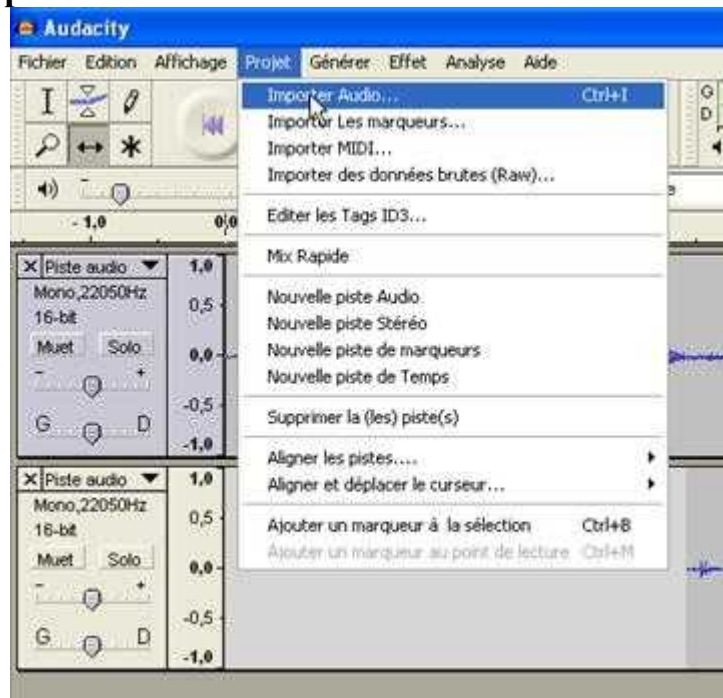 Audacity
Fichier Edition Affichage Projet Générer Effet Analyse Aide
Importer Audio... Ctrl+I
Importer Les marqueurs...
Importer MIDI...
Importer des données brutes (Raw)...
Editer les Tags ID3...
Mix Rapide
Nouvelle piste Audio
Nouvelle piste Stéréo
Nouvelle piste de marqueurs
Nouvelle piste de Temps
Supprimer la (les) piste(s)
Aligner les pistes....
Aligner et déplacer le curseur...
Ajouter un marqueur à la sélection Ctrl+B
Ajouter un marqueur au point de lecture Ctrl+M
G
D
- 1,0
Piste audio 1,0
Mono,22050Hz
16-bit 0,5
Muet Solo 0,0
- +
-0,5
G D
-1,0
Piste audio 1,0
Mono,22050Hz
16-bit 0,5
Muet Solo 0,0
- +
-0,5
G D
-1,0